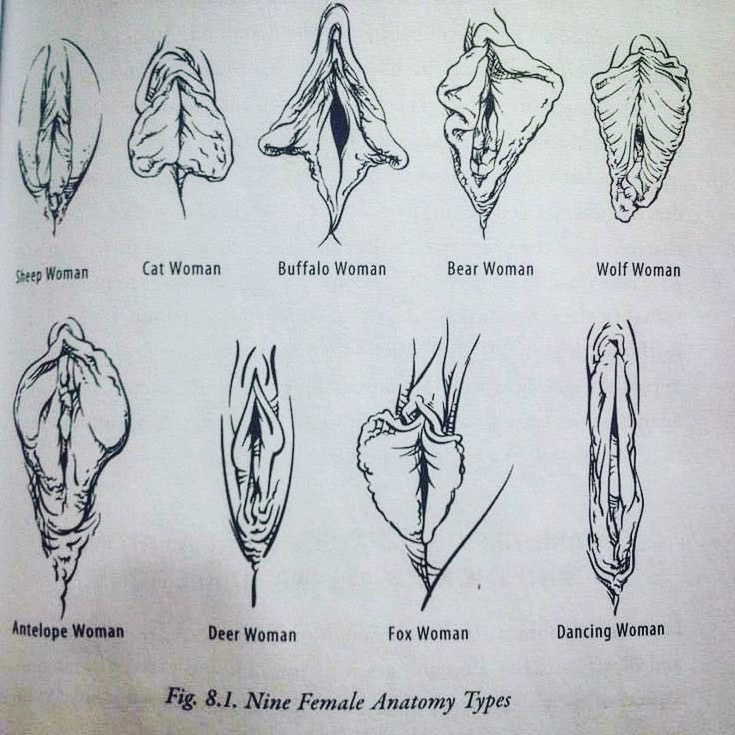 Sheep Woman
Cat Woman
Buffalo Woman
Bear Woman
Wolf Woman
Antelope Woman
Deer Woman
Fox Woman
Dancing Woman
Fig. 8.1. Nine Female Anatomy Types